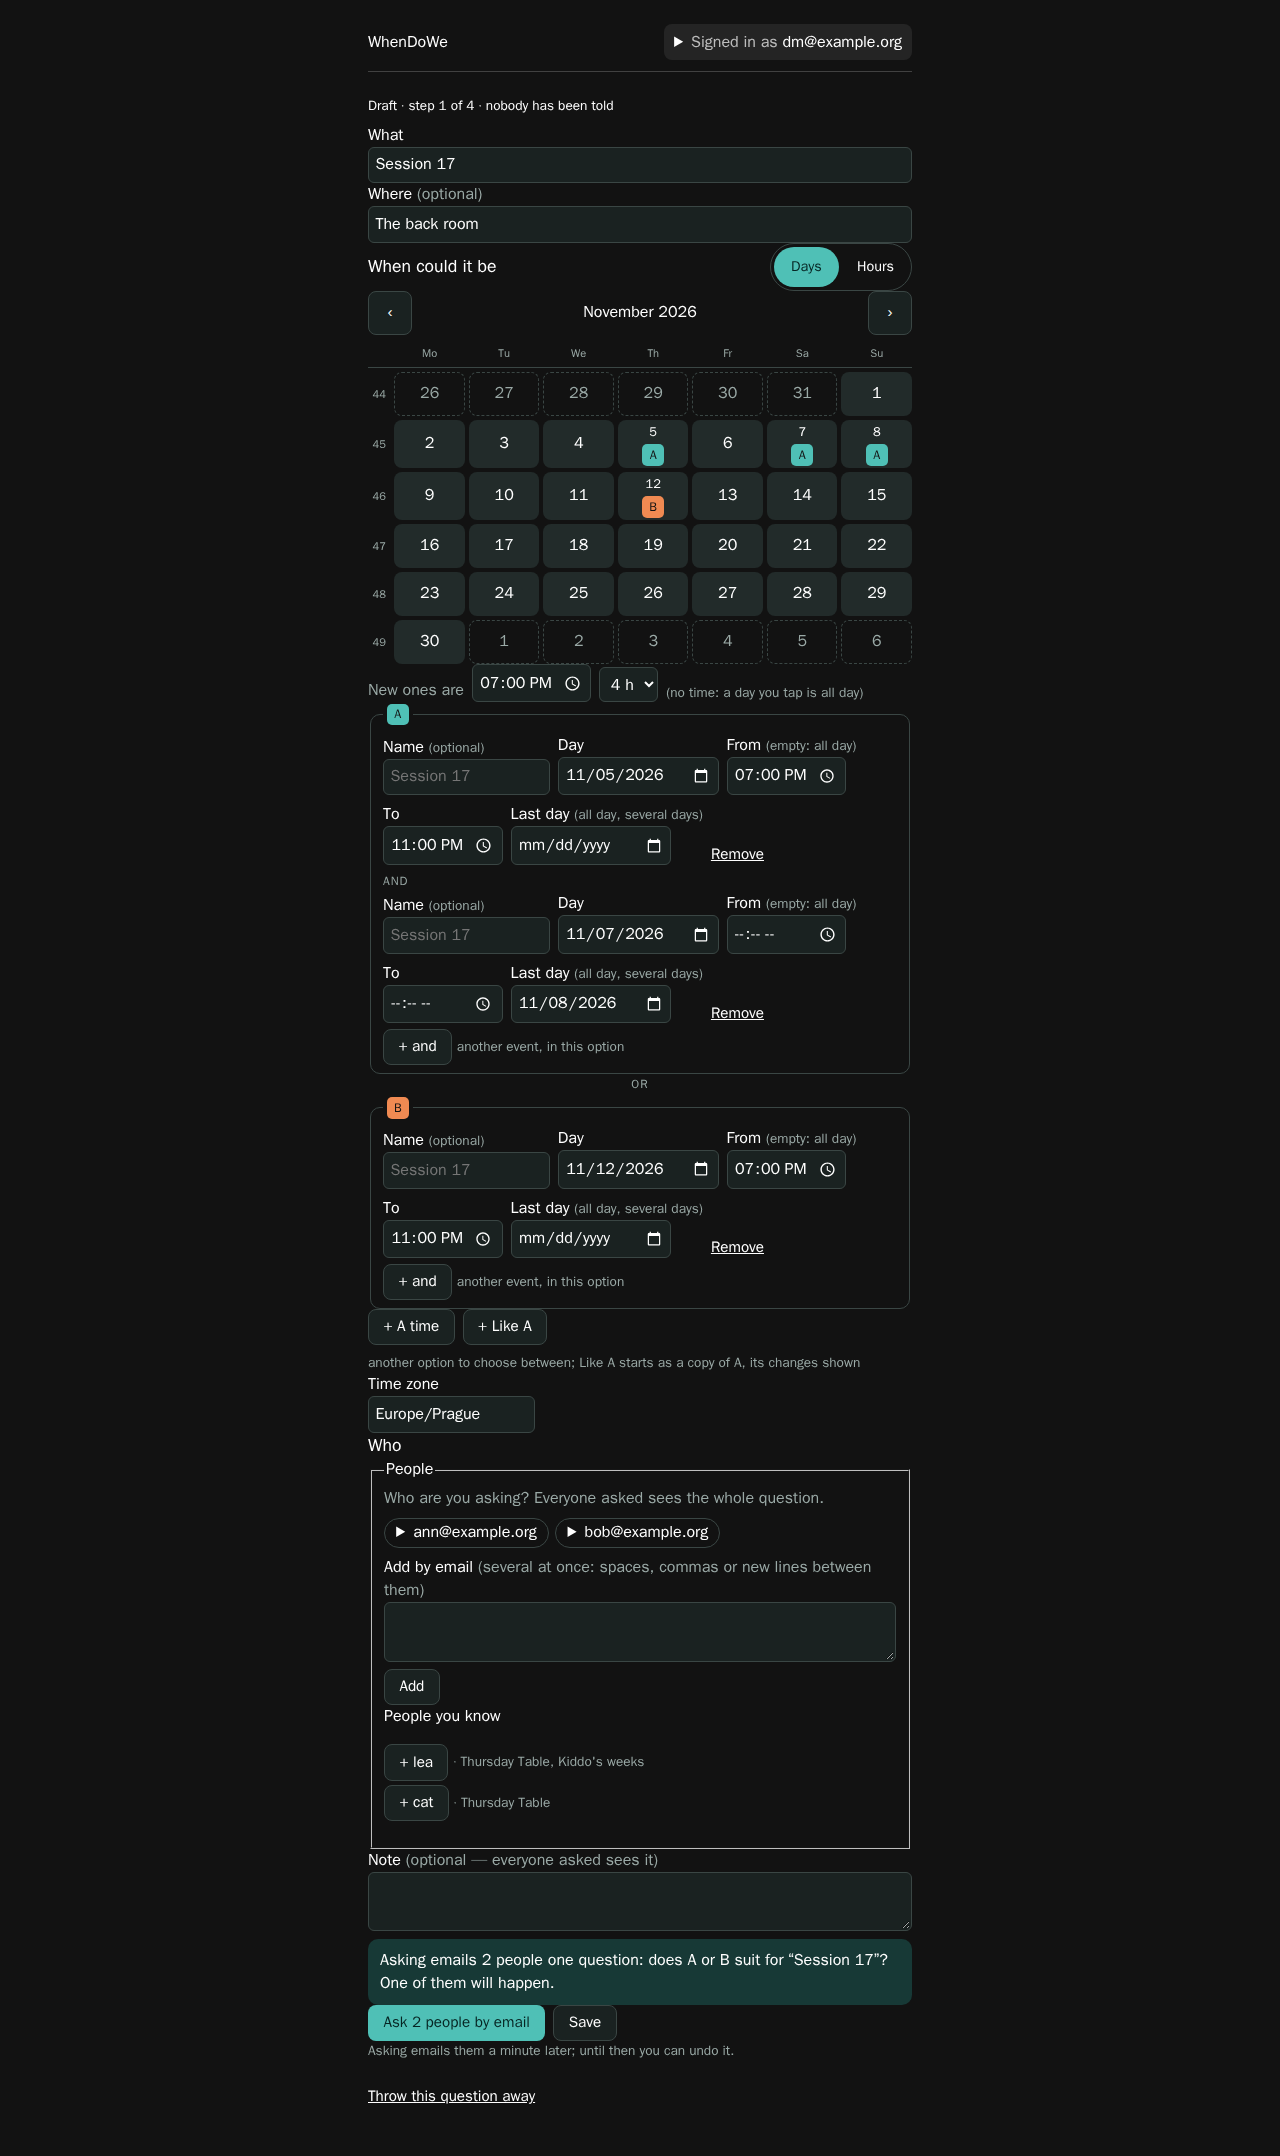 WhenDoWe
▶ Signed in as dm@example.org
Draft · step 1 of 4 · nobody has been told
What
Session 17
Where (optional)
The back room
When could it be
Days Hours
‹ November 2026 ›
Mo Tu We Th Fr Sa Su
44 26 27 28 29 30 31 1
45 2 3 4 5 A 6 7 A 8 A
46 9 10 11 12 B 13 14 15
47 16 17 18 19 20 21 22
48 23 24 25 26 27 28 29
49 30 1 2 3 4 5 6
New ones are 07:00 PM 4 h (no time: a day you tap is all day)
A
Name (optional) Day From (empty: all day)
Session 17 11/05/2026 07:00 PM
To Last day (all day, several days)
11:00 PM mm/dd/yyyy Remove
AND
Name (optional) Day From (empty: all day)
Session 17 11/07/2026 --:-- --
To Last day (all day, several days)
--:-- -- 11/08/2026 Remove
+ and another event, in this option
OR
B
Name (optional) Day From (empty: all day)
Session 17 11/12/2026 07:00 PM
To Last day (all day, several days)
11:00 PM mm/dd/yyyy Remove
+ and another event, in this option
+ A time + Like A
another option to choose between; Like A starts as a copy of A, its changes shown
Time zone
Europe/Prague
Who
People
Who are you asking? Everyone asked sees the whole question.
▶ ann@example.org ▶ bob@example.org
Add by email (several at once: spaces, commas or new lines between
them)
Add
People you know
+ lea · Thursday Table, Kiddo's weeks
+ cat · Thursday Table
Note (optional — everyone asked sees it)
Asking emails 2 people one question: does A or B suit for “Session 17”?
One of them will happen.
Ask 2 people by email Save
Asking emails them a minute later; until then you can undo it.
Throw this question away